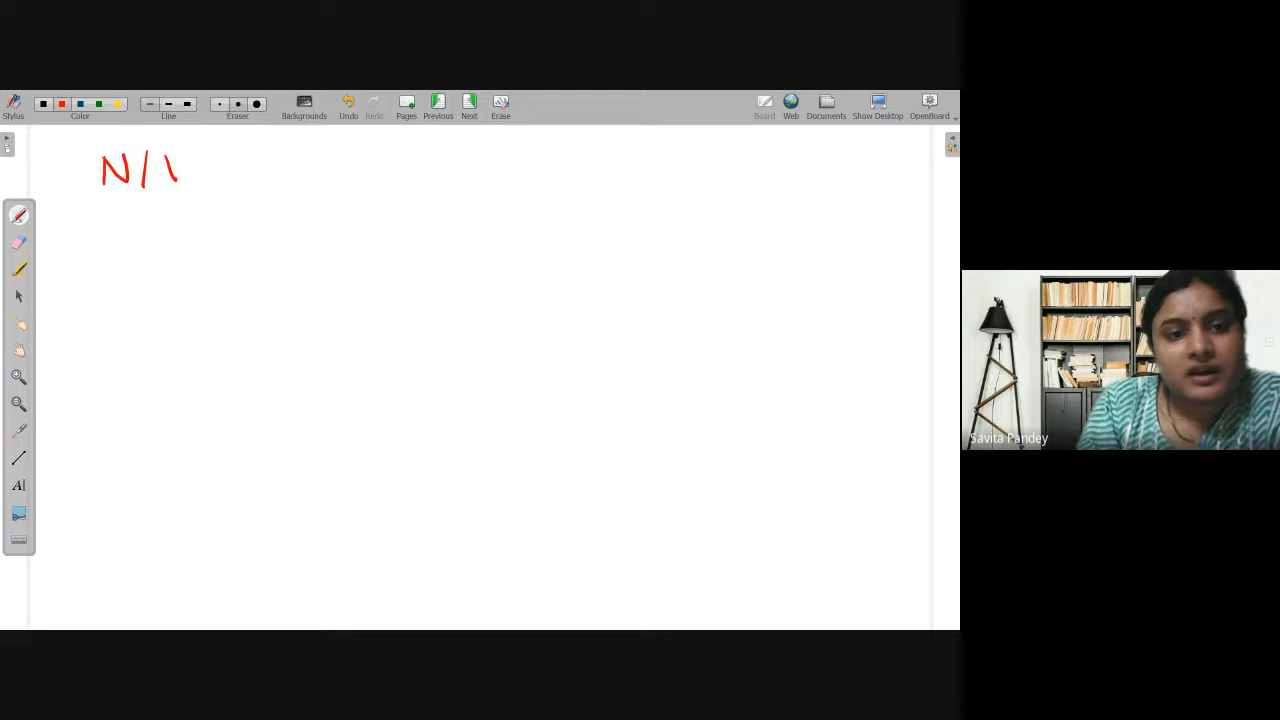 Stylus Color Line Eraser Backgrounds Undo Redo Pages Previous Next Erase Board Web Documents Show Desktop OpenBoard
N/
Savita Pandey